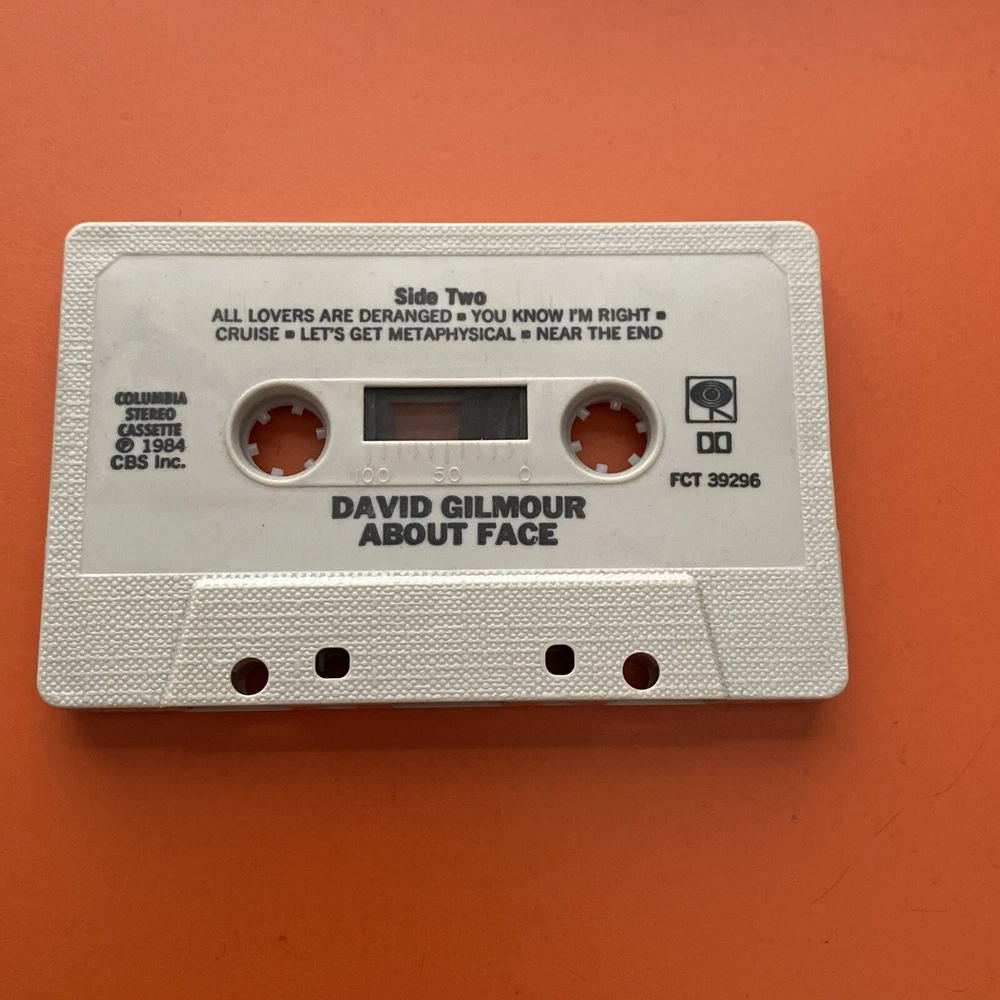 Side Two
ALL LOVERS ARE DERANGED ▪ YOU KNOW I'M RIGHT ▪
CRUISE ▪ LET'S GET METAPHYSICAL ▪ NEAR THE END
COLUMBIA
STEREO
CASSETTE
℗ 1984
CBS Inc.
100 50 0
FCT 39296
DAVID GILMOUR
ABOUT FACE